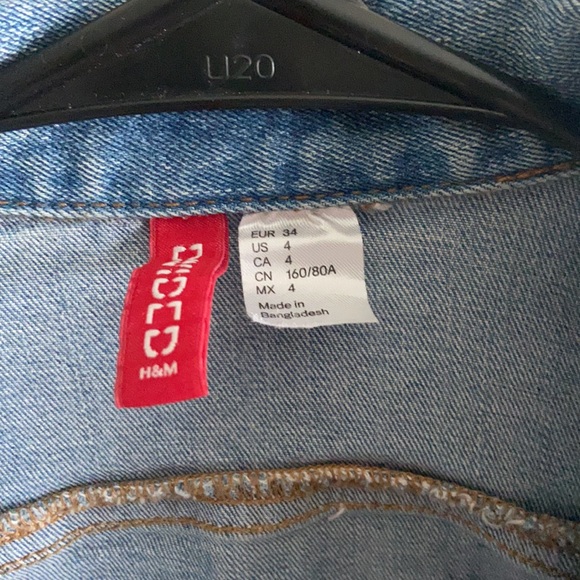 U20
EUR 34
US 4
CA 4
CN 160/80A
MX 4
Made in
Bangladesh
DIVIDED
H&M